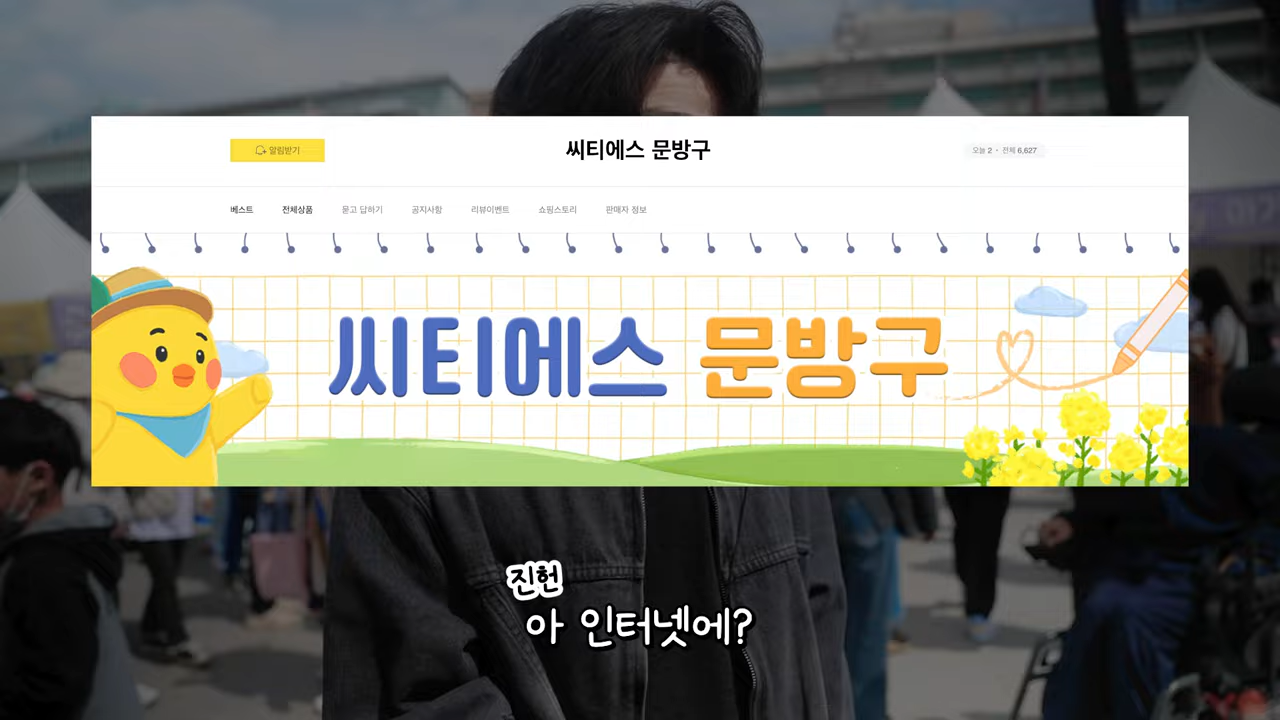 알림받기
씨티에스 문방구
오늘 2 · 전체 6,627
베스트 전체상품 묻고 답하기 공지사항 리뷰이벤트 쇼핑스토리 판매자 정보
씨티에스 문방구
진헌
아 인터넷에?